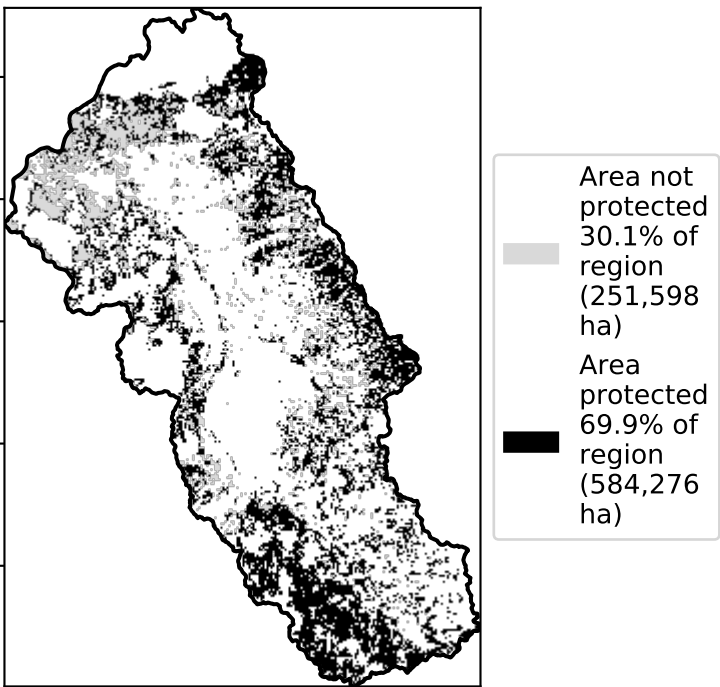 Area not
protected
30.1% of
region
(251,598
ha)
Area
protected
69.9% of
region
(584,276
ha)